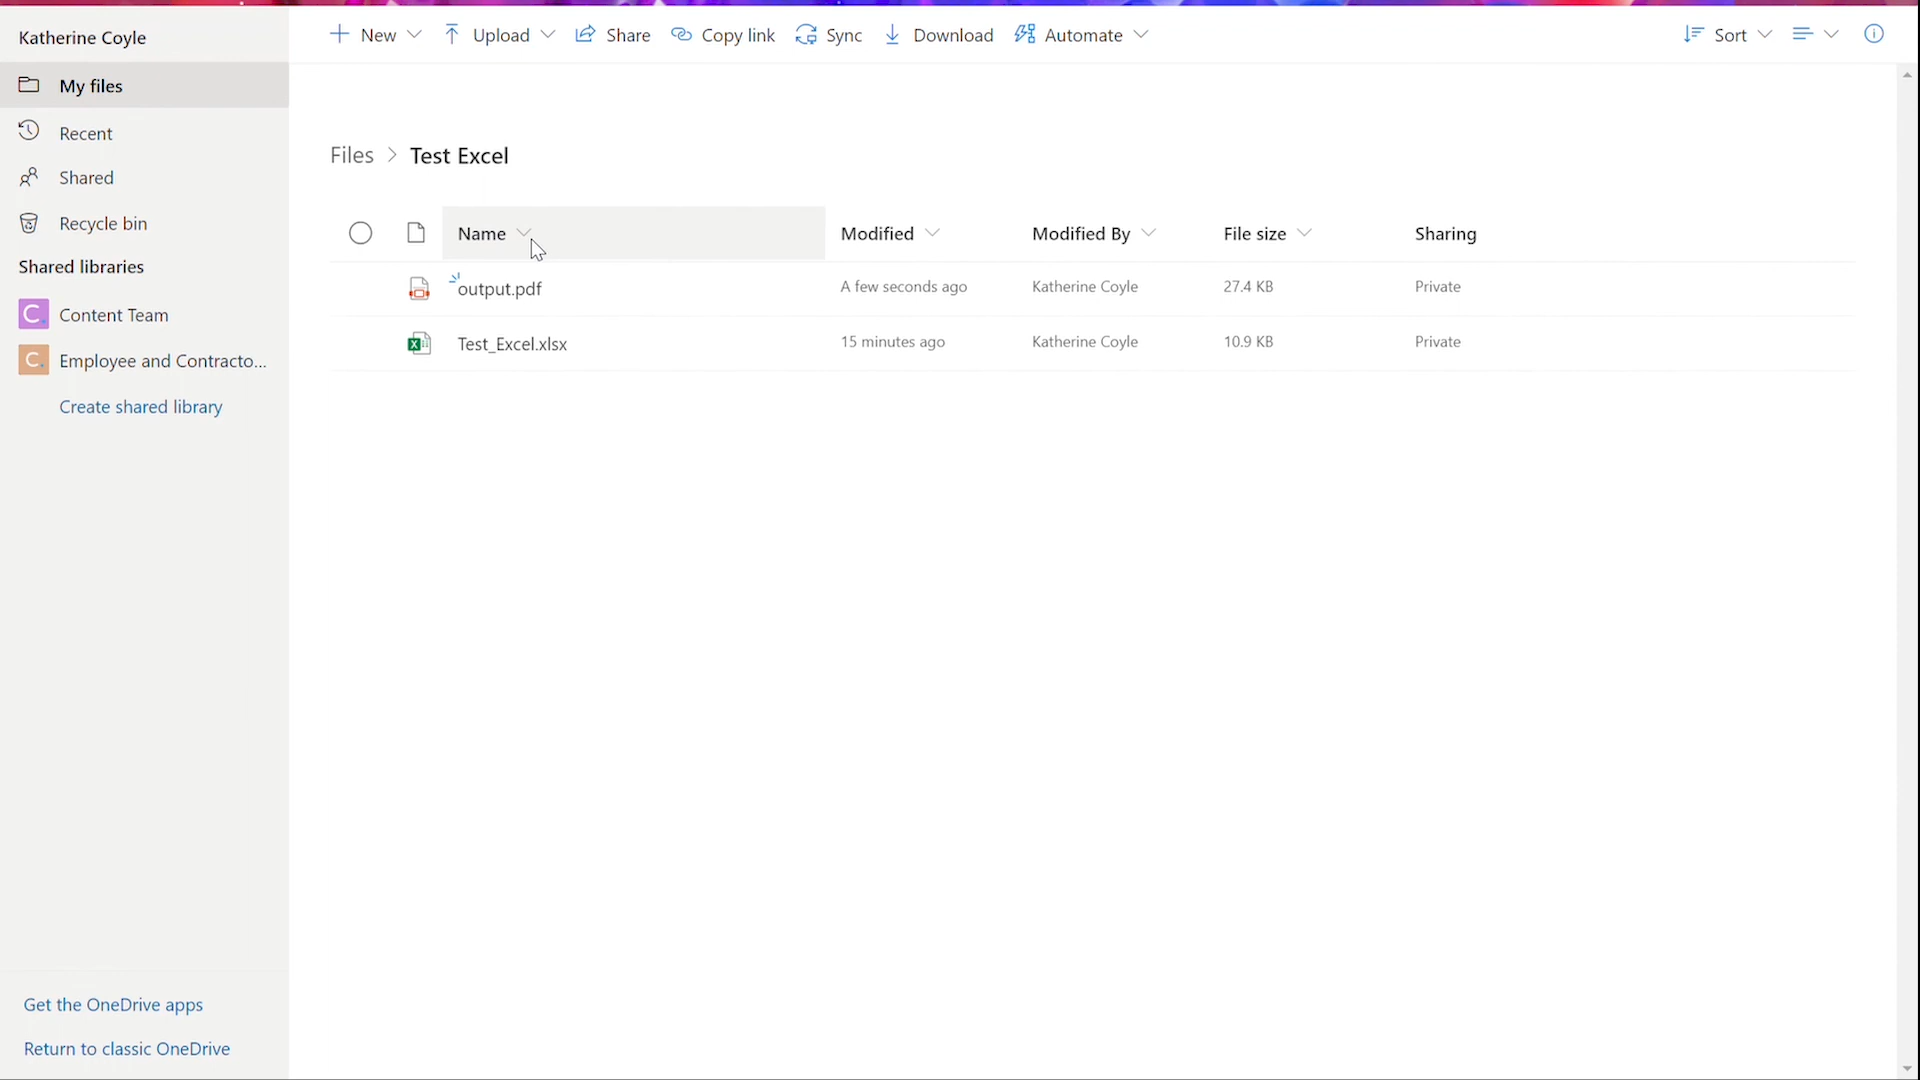 Katherine Coyle
My files
Recent
Shared
Recycle bin
Shared libraries
C
Content Team
C
Employee and Contracto...
Create shared library
Get the OneDrive apps
Return to classic OneDrive
New Upload Share Copy link Sync Download Automate Sort
Files > Test Excel
Name Modified Modified By File size Sharing
output.pdf A few seconds ago Katherine Coyle 27.4 KB Private
Test_Excel.xlsx 15 minutes ago Katherine Coyle 10.9 KB Private